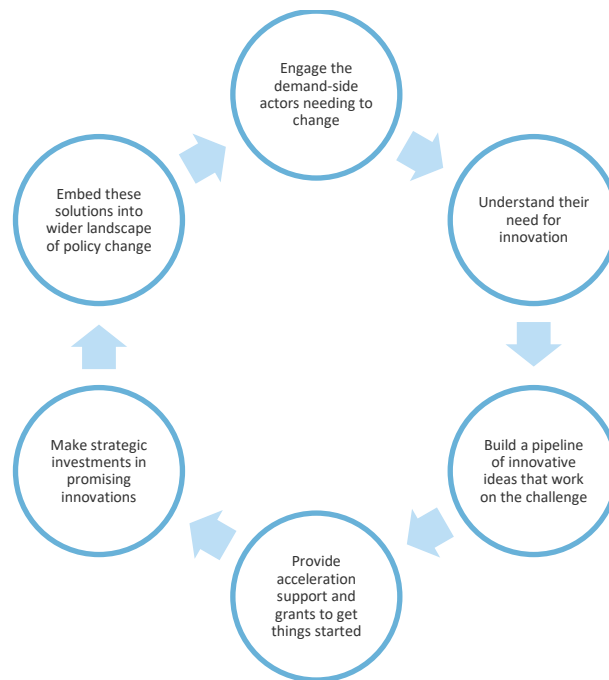 Engage the
demand-side
actors needing to
change
Understand their
need for
innovation
Build a pipeline
of innovative
ideas that work
on the challenge
Provide
acceleration
support and
grants to get
things started
Make strategic
investments in
promising
innovations
Embed these
solutions into
wider landscape
of policy change